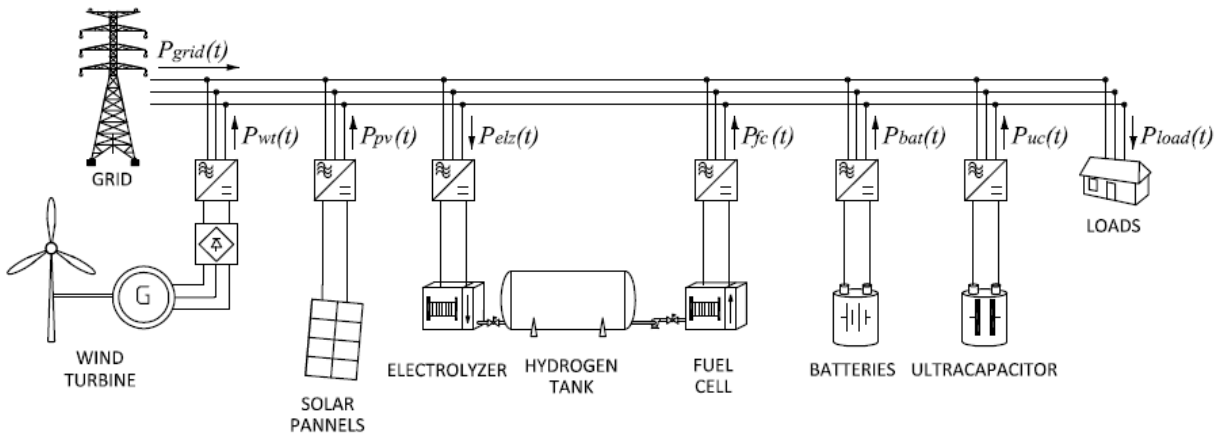 Pgrid(t)
Pwt(t)
Ppv(t)
Pelz(t)
Pfc(t)
Pbat(t)
Puc(t)
Pload(t)
GRID
LOADS
G
WIND
TURBINE
SOLAR
PANNELS
ELECTROLYZER
HYDROGEN
TANK
FUEL
CELL
BATTERIES
ULTRACAPACITOR